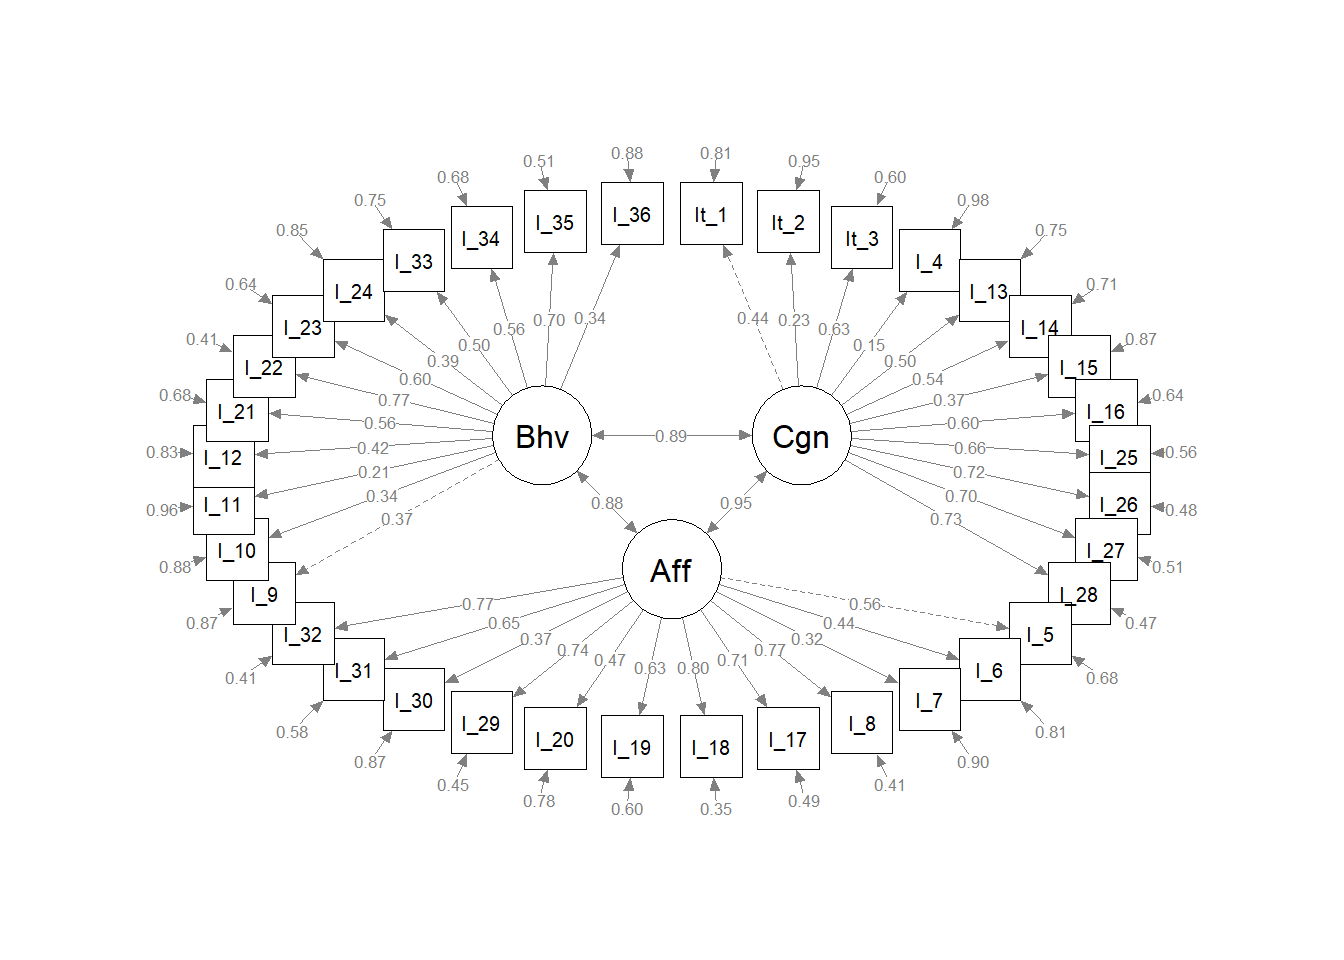 0.51 0.88 0.81 0.95
0.68 0.60
0.75 0.98
0.85 0.75
0.64 0.71
0.41 0.87
0.68 0.64
0.83 0.56
0.96 0.48
0.88 0.51
0.87 0.47
0.41 0.68
0.58 0.81
0.87 0.90
0.45 0.41
0.78 0.49
0.60 0.35
I_36 It_1
I_35 It_2
I_34 It_3
I_33 I_4
I_24 I_13
I_23 I_14
I_22 I_15
I_21 I_16
I_12 I_25
I_11 I_26
I_10 I_27
I_9 I_28
I_32 I_5
I_31 I_6
I_30 I_7
I_29 I_8
I_20 I_17
I_19 I_18
0.34 0.44
0.70 0.23
0.56 0.63
0.50 0.15
0.39 0.50
0.60 0.54
0.77 0.37
0.56 0.60
0.42 0.66
0.21 0.72
0.34 0.70
0.37 0.73
Bhv 0.89 Cgn
0.88 0.95
Aff
0.77 0.56
0.65 0.44
0.37 0.32
0.74 0.77
0.47 0.71
0.63 0.80